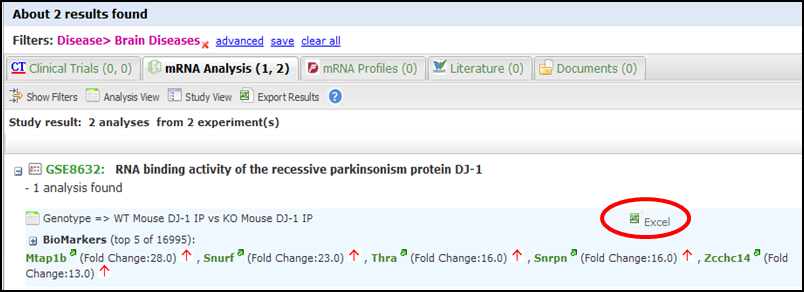 About 2 results found
Filters: Disease> Brain Diseases advanced save clear all
CT Clinical Trials (0, 0) mRNA Analysis (1, 2) mRNA Profiles (0) Literature (0) Documents (0)
Show Filters Analysis View Study View Export Results ?
Study result: 2 analyses from 2 experiment(s)
GSE8632: RNA binding activity of the recessive parkinsonism protein DJ-1
- 1 analysis found
Genotype => WT Mouse DJ-1 IP vs KO Mouse DJ-1 IP Excel
BioMarkers (top 5 of 16995):
Mtap1b (Fold Change:28.0) , Snurf (Fold Change:23.0) , Thra (Fold Change:16.0) , Snrpn (Fold Change:16.0) , Zcchc14 (Fold
Change:13.0)